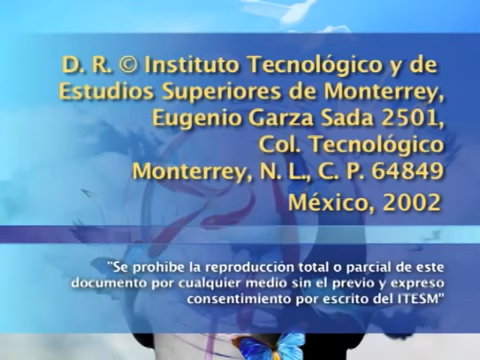 D. R. © Instituto Tecnológico y de
Estudios Superiores de Monterrey,
Eugenio Garza Sada 2501,
Col. Tecnológico
Monterrey, N. L., C. P. 64849
México, 2002
"Se prohibe la reproducción total o parcial de este
documento por cualquier medio sin el previo y expreso
consentimiento por escrito del ITESM"